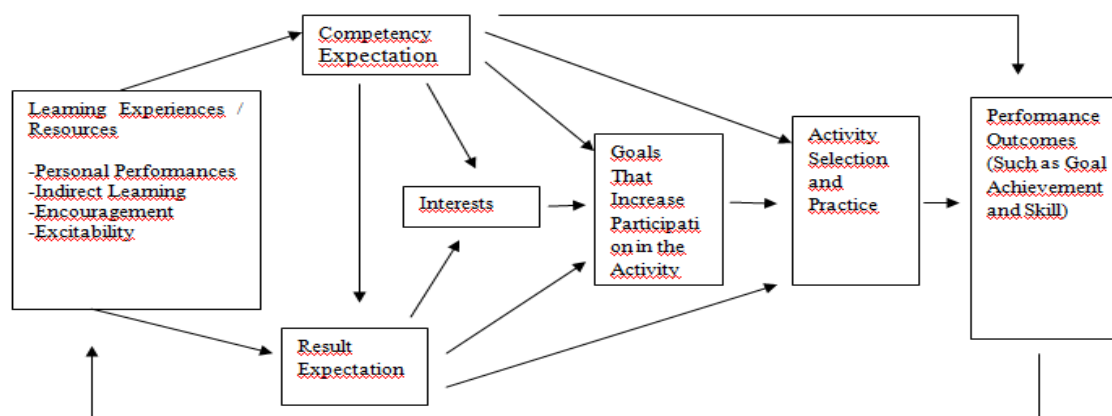 Competency
Expectation
Learning Experiences /
Resources
-Personal Performances
-Indirect Learning
-Encouragement
-Excitability
Interests
Goals
That
Increase
Participati
on in the
Activity
Activity
Selection
and
Practice
Performance
Outcomes
(Such as Goal
Achievement
and Skill)
Result
Expectation